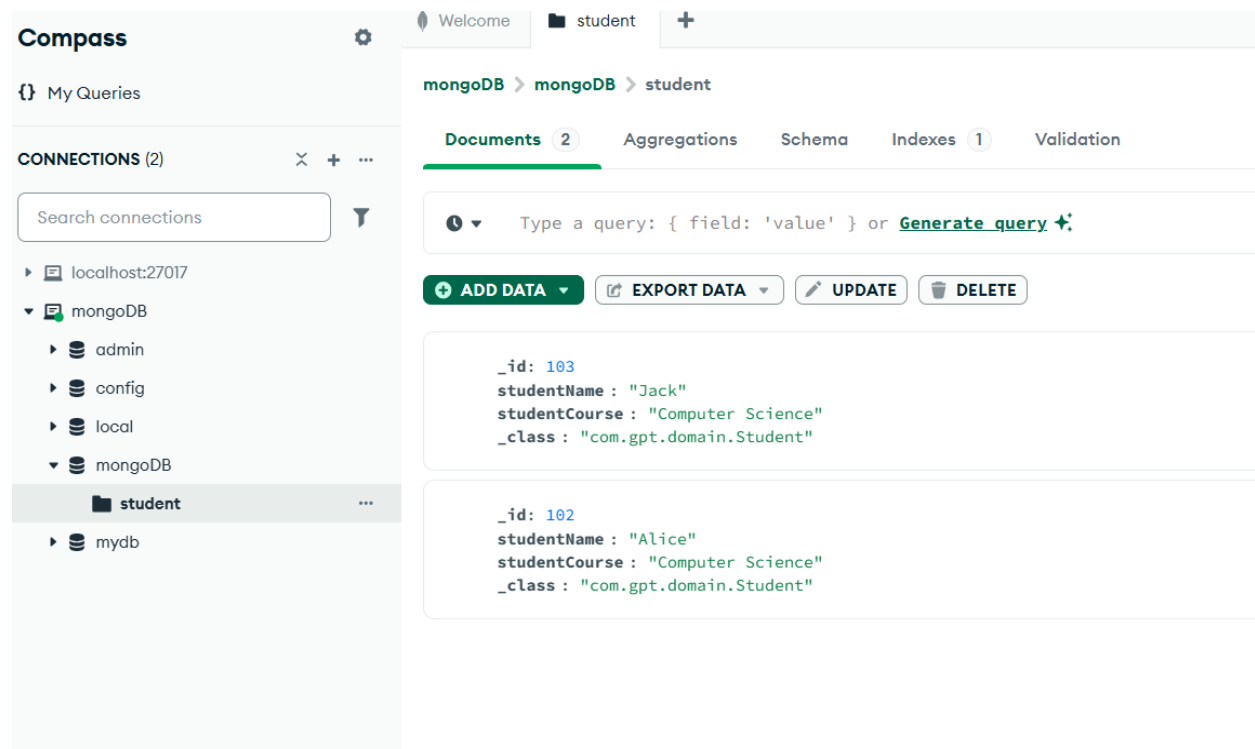 Compass
{} My Queries
CONNECTIONS (2)
Search connections
localhost:27017
mongoDB
admin
config
local
mongoDB
student
mydb
Welcome
student
mongoDB > mongoDB > student
Documents 2 Aggregations Schema Indexes 1 Validation
Type a query: { field: 'value' } or Generate query
ADD DATA EXPORT DATA UPDATE DELETE
_id: 103
studentName : "Jack"
studentCourse : "Computer Science"
_class : "com.gpt.domain.Student"
_id: 102
studentName : "Alice"
studentCourse : "Computer Science"
_class : "com.gpt.domain.Student"